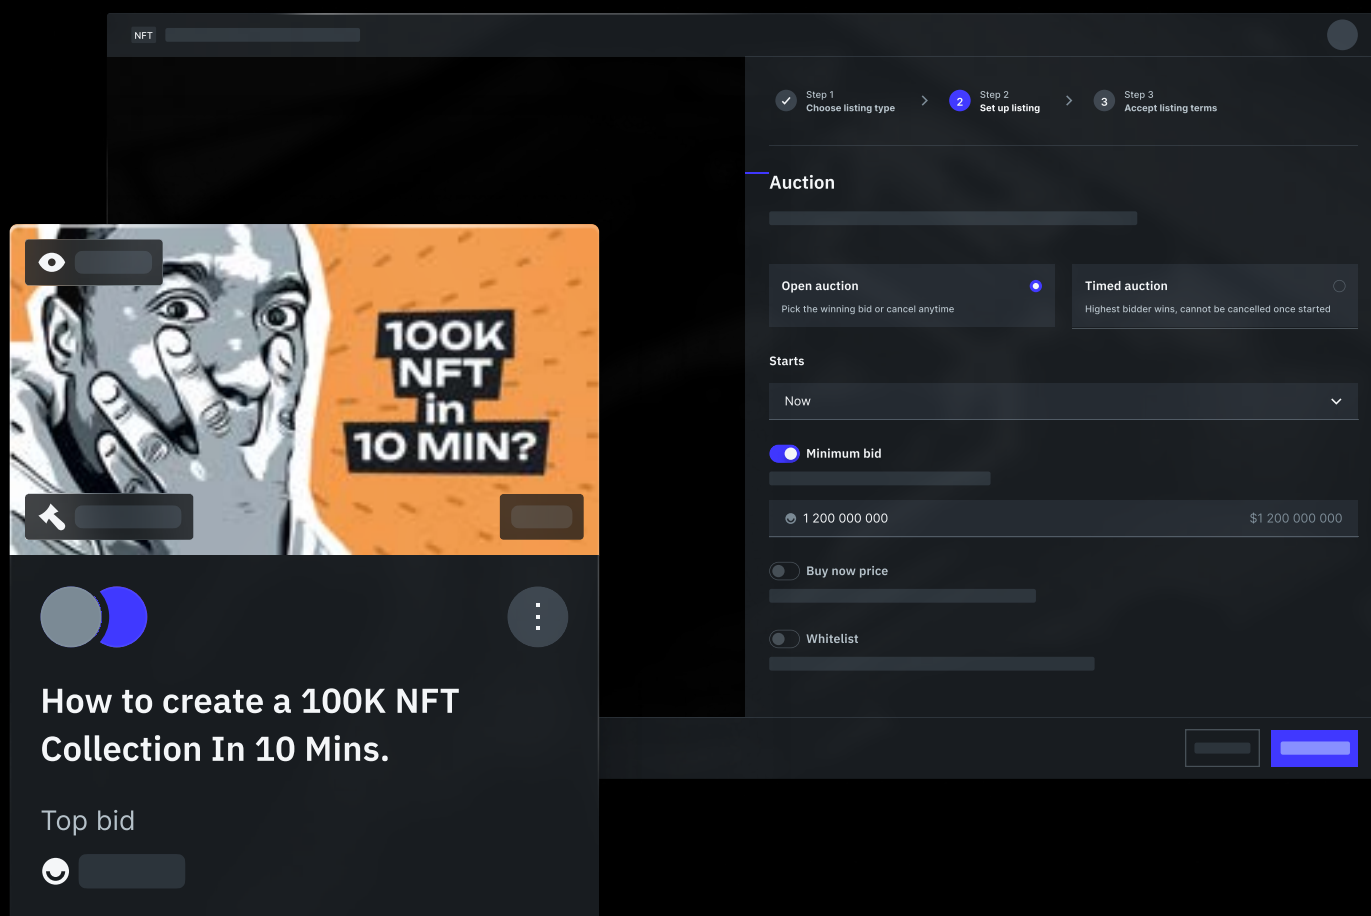 NFT
Step 1
Choose listing type
2
Step 2
Set up listing
3
Step 3
Accept listing terms
Auction
Open auction
Pick the winning bid or cancel anytime
Timed auction
Highest bidder wins, cannot be cancelled once started
Starts
Now
Minimum bid
1 200 000 000
$1 200 000 000
Buy now price
Whitelist
100K
NFT
in
10 MIN?
How to create a 100K NFT
Collection In 10 Mins.
Top bid